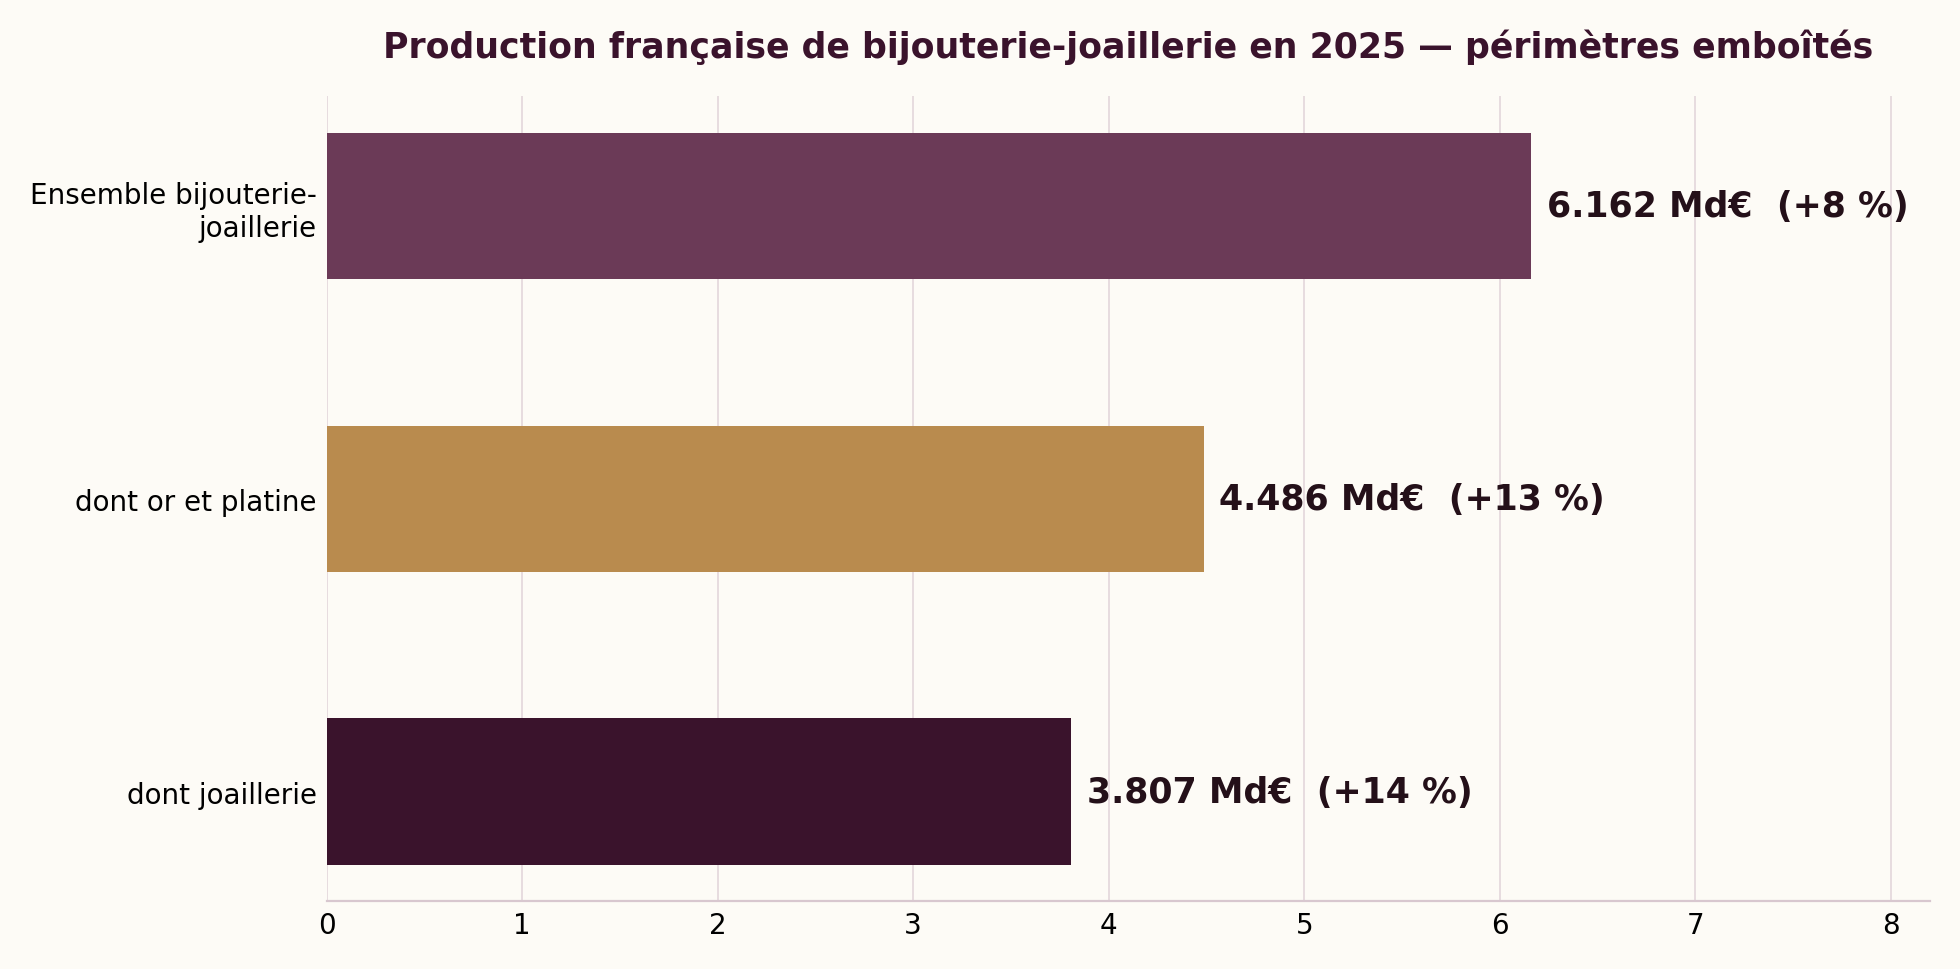 Production française de bijouterie-joaillerie en 2025 — périmètres emboîtés
Ensemble bijouterie-
joaillerie
6.162 Md€ (+8 %)
dont or et platine
4.486 Md€ (+13 %)
dont joaillerie
3.807 Md€ (+14 %)
0 1 2 3 4 5 6 7 8